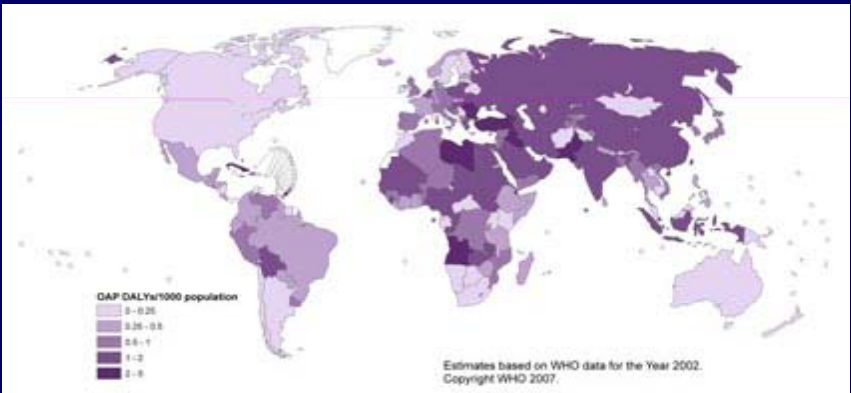 OAP DALYs/1000 population
0 - 0.25
0.25 - 0.5
0.5 - 1
1 - 2
2 - 5
Estimates based on WHO data for the Year 2002.
Copyright WHO 2007.